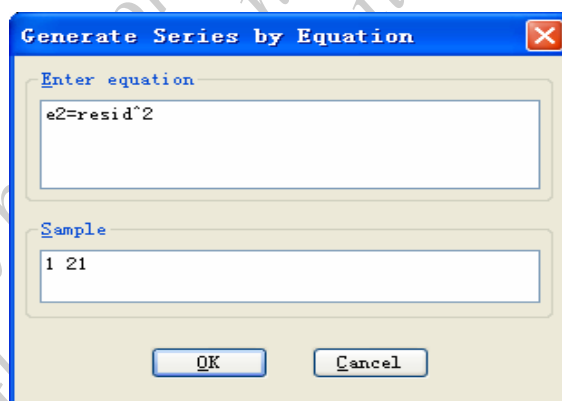 Generate Series by Equation
Enter equation
e2=resid^2
Sample
1 21
OK
Cancel